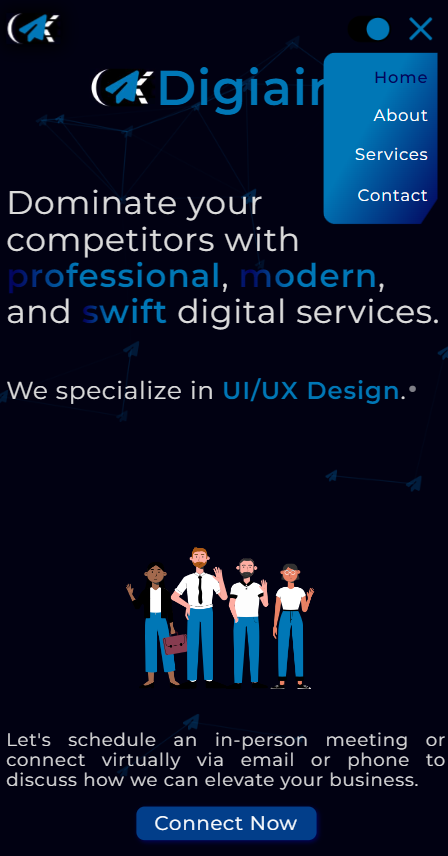 Digiair
Home
About
Services
Contact
Dominate your
competitors with
professional, modern,
and swift digital services.
We specialize in UI/UX Design.
Let's schedule an in-person meeting or
connect virtually via email or phone to
discuss how we can elevate your business.
Connect Now